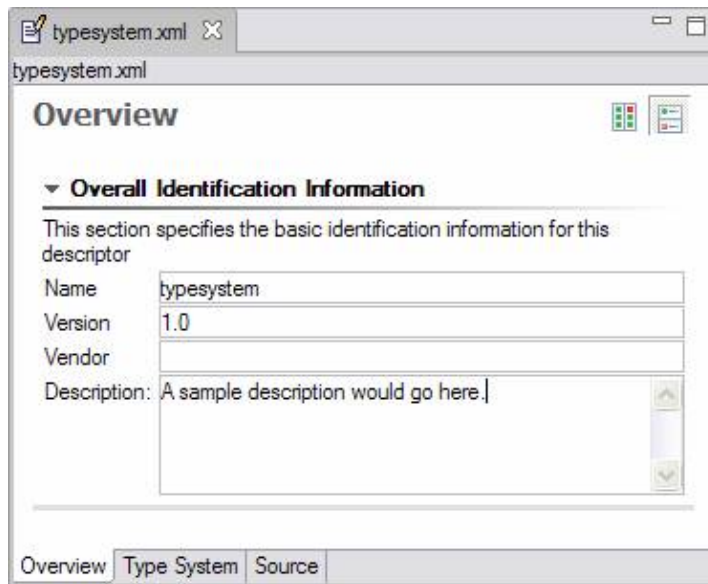 typesystem.xml
typesystem.xml
Overview
Overall Identification Information
This section specifies the basic identification information for this
descriptor
Name typesystem
Version 1.0
Vendor
Description: A sample description would go here.
Overview Type System Source